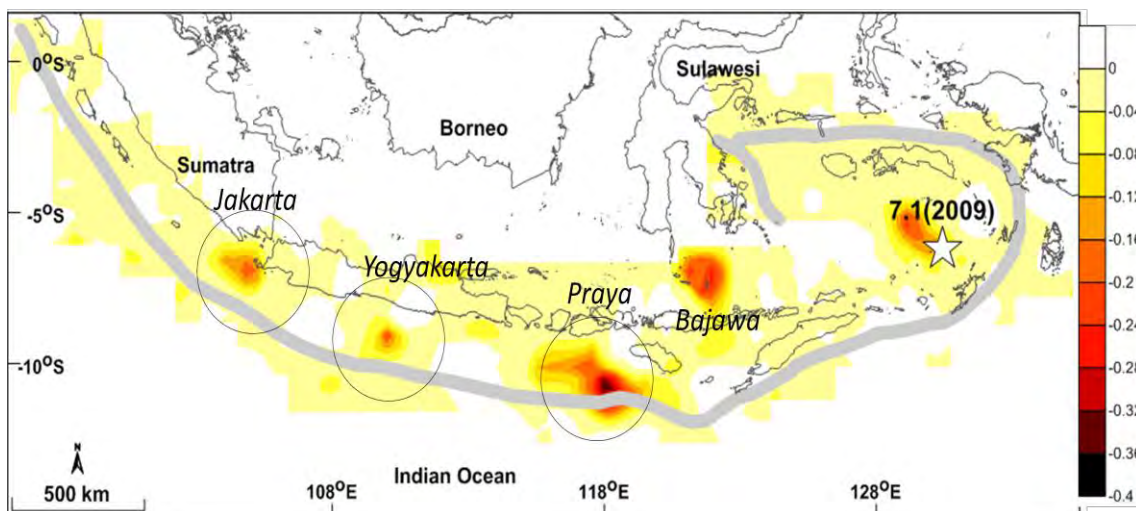 0°S
-5°S
-10°S
Sulawesi
Borneo
Sumatra
Jakarta
Yogyakarta
Praya
Bajawa
7.1(2009)
Indian Ocean
N
500 km
108°E
118°E
128°E
0
-0.04
-0.08
-0.12
-0.16
-0.2
-0.24
-0.28
-0.32
-0.36
-0.4